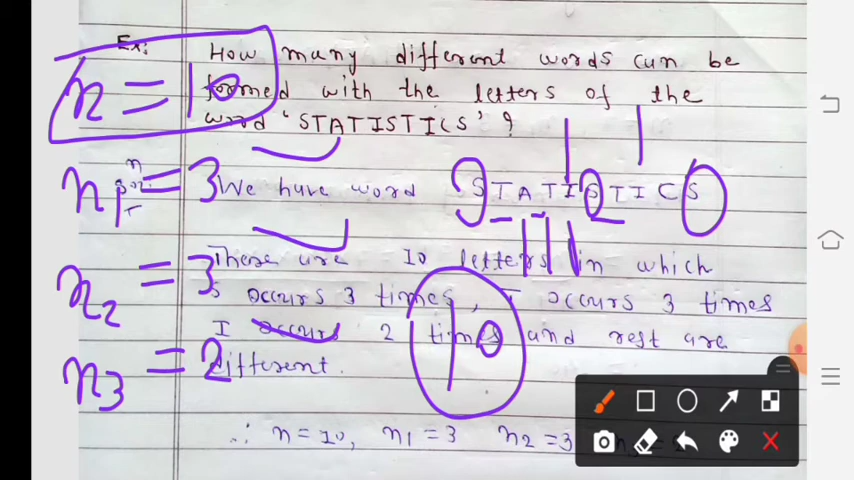 Ex:
How many different words can be
formed with the letters of the
word 'STATISTICS' ?
n = 10
We have word STATISTICS
n1 = 3
There are 10 letters in which
S occurs 3 times, T occurs 3 times
n2 = 3
I occurs 2 times and rest are
different.
n3 = 2
10
∴ n = 10, n1 = 3 n2 = 3